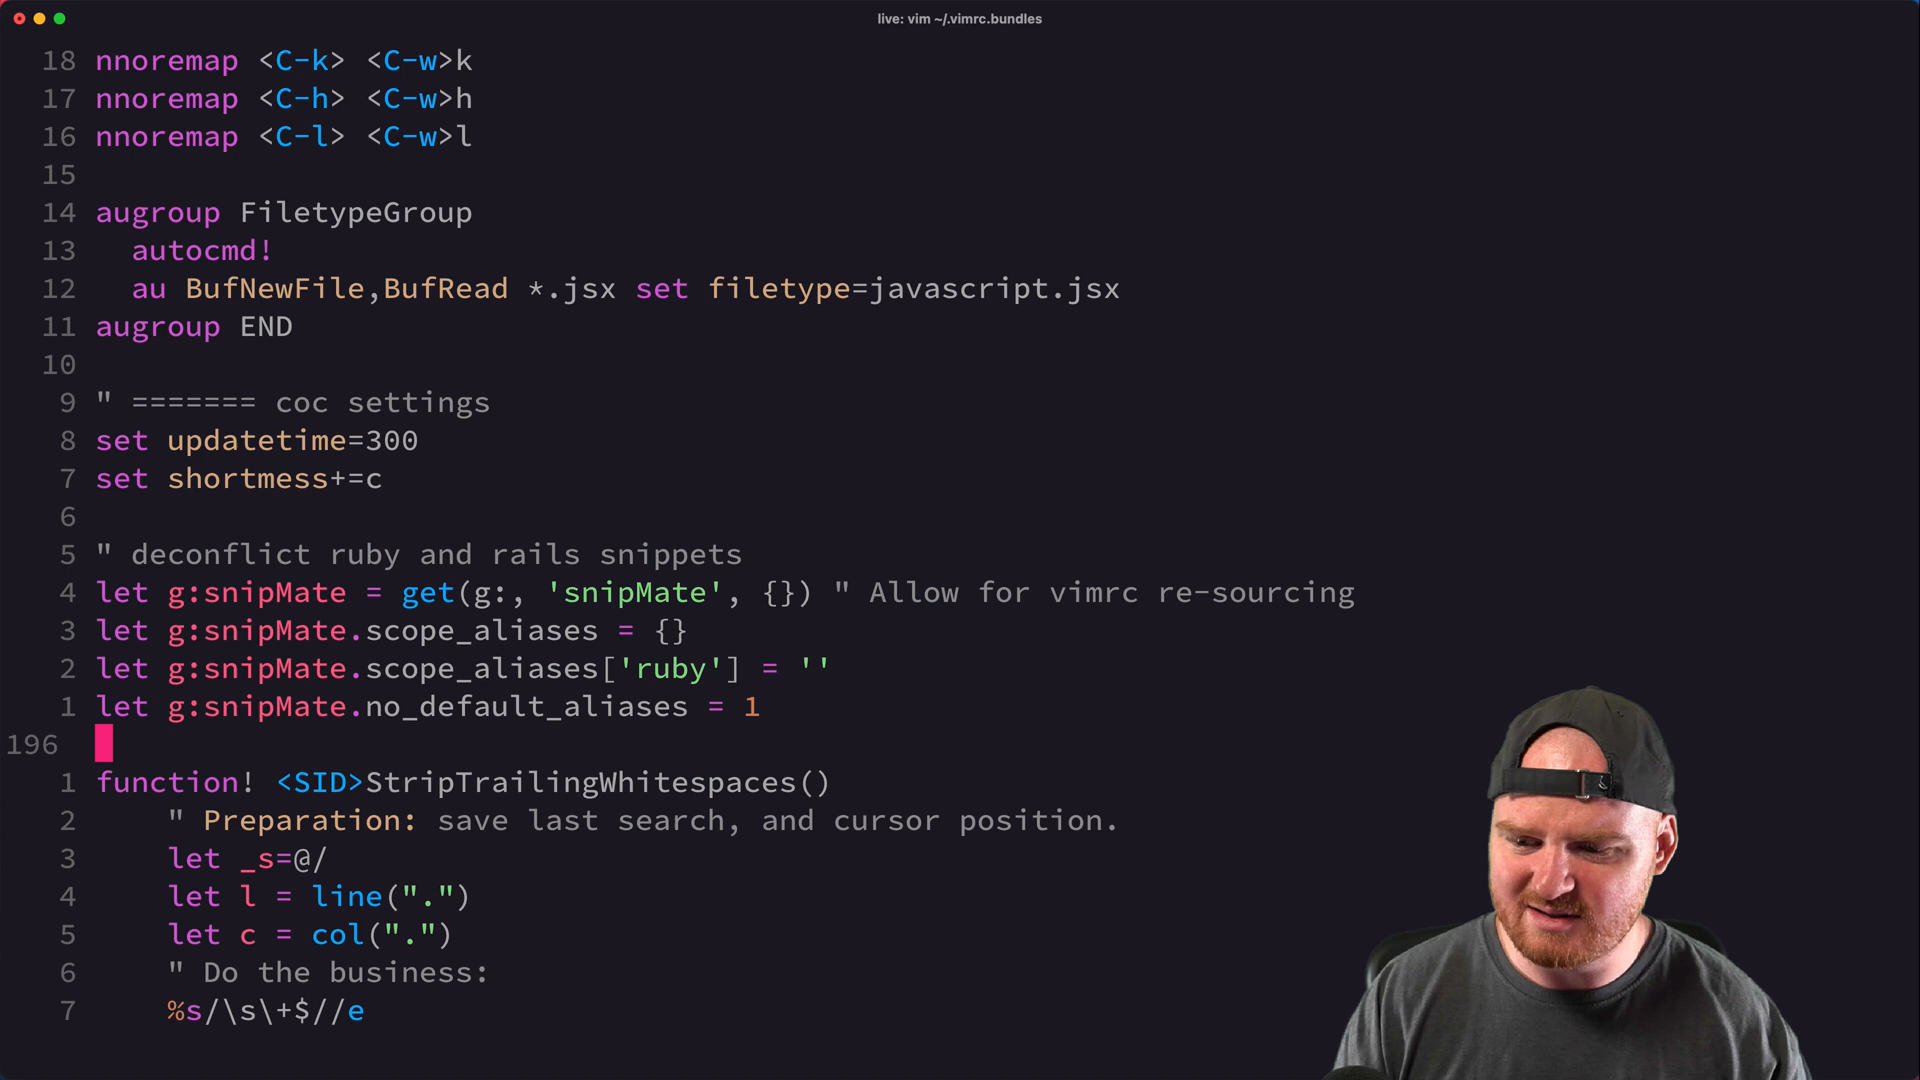 live: vim ~/.vimrc.bundles
18 nnoremap <C-k> <C-w>k
17 nnoremap <C-h> <C-w>h
16 nnoremap <C-l> <C-w>l
15
14 augroup FiletypeGroup
13   autocmd!
12   au BufNewFile,BufRead *.jsx set filetype=javascript.jsx
11 augroup END
10
9 " ======= coc settings
8 set updatetime=300
7 set shortmess+=c
6
5 " deconflict ruby and rails snippets
4 let g:snipMate = get(g:, 'snipMate', {}) " Allow for vimrc re-sourcing
3 let g:snipMate.scope_aliases = {}
2 let g:snipMate.scope_aliases['ruby'] = ''
1 let g:snipMate.no_default_aliases = 1
196
1 function! <SID>StripTrailingWhitespaces()
2     " Preparation: save last search, and cursor position.
3     let _s=@/
4     let l = line(".")
5     let c = col(".")
6     " Do the business:
7     %s/\s\+$//e